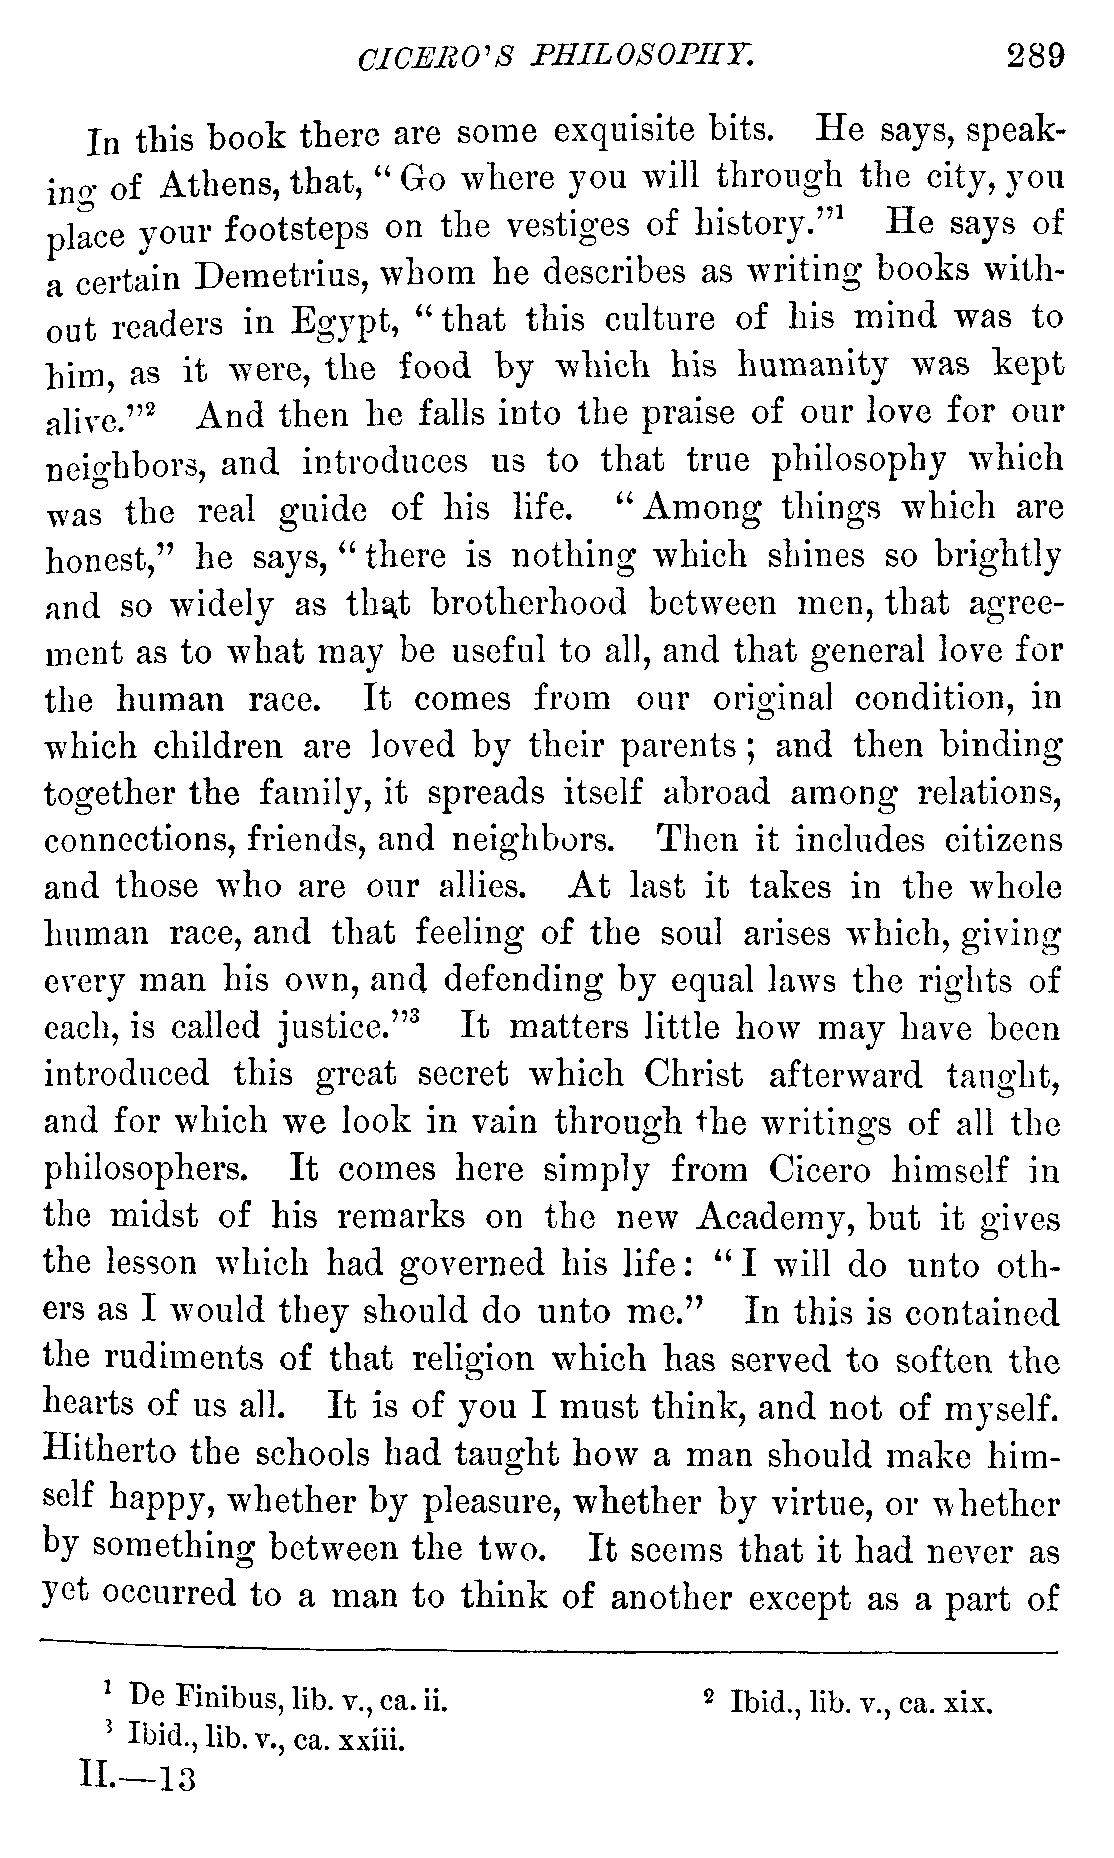 CICERO'S PHILOSOPHY. 289
In this book there are some exquisite bits. He says, speak-
ing of Athens, that, "Go where you will through the city, you
place your footsteps on the vestiges of history."¹ He says of
a certain Demetrius, whom he describes as writing books with-
out readers in Egypt, "that this culture of his mind was to
him, as it were, the food by which his humanity was kept
alive."² And then he falls into the praise of our love for our
neighbors, and introduces us to that true philosophy which
was the real guide of his life. "Among things which are
honest," he says, "there is nothing which shines so brightly
and so widely as that brotherhood between men, that agree-
ment as to what may be useful to all, and that general love for
the human race. It comes from our original condition, in
which children are loved by their parents; and then binding
together the family, it spreads itself abroad among relations,
connections, friends, and neighbors. Then it includes citizens
and those who are our allies. At last it takes in the whole
human race, and that feeling of the soul arises which, giving
every man his own, and defending by equal laws the rights of
each, is called justice."³ It matters little how may have been
introduced this great secret which Christ afterward taught,
and for which we look in vain through the writings of all the
philosophers. It comes here simply from Cicero himself in
the midst of his remarks on the new Academy, but it gives
the lesson which had governed his life: "I will do unto oth-
ers as I would they should do unto me." In this is contained
the rudiments of that religion which has served to soften the
hearts of us all. It is of you I must think, and not of myself.
Hitherto the schools had taught how a man should make him-
self happy, whether by pleasure, whether by virtue, or whether
by something between the two. It seems that it had never as
yet occurred to a man to think of another except as a part of
¹ De Finibus, lib. v., ca. ii. ² Ibid., lib. v., ca. xix.
³ Ibid., lib. v., ca. xxiii.
II.—13